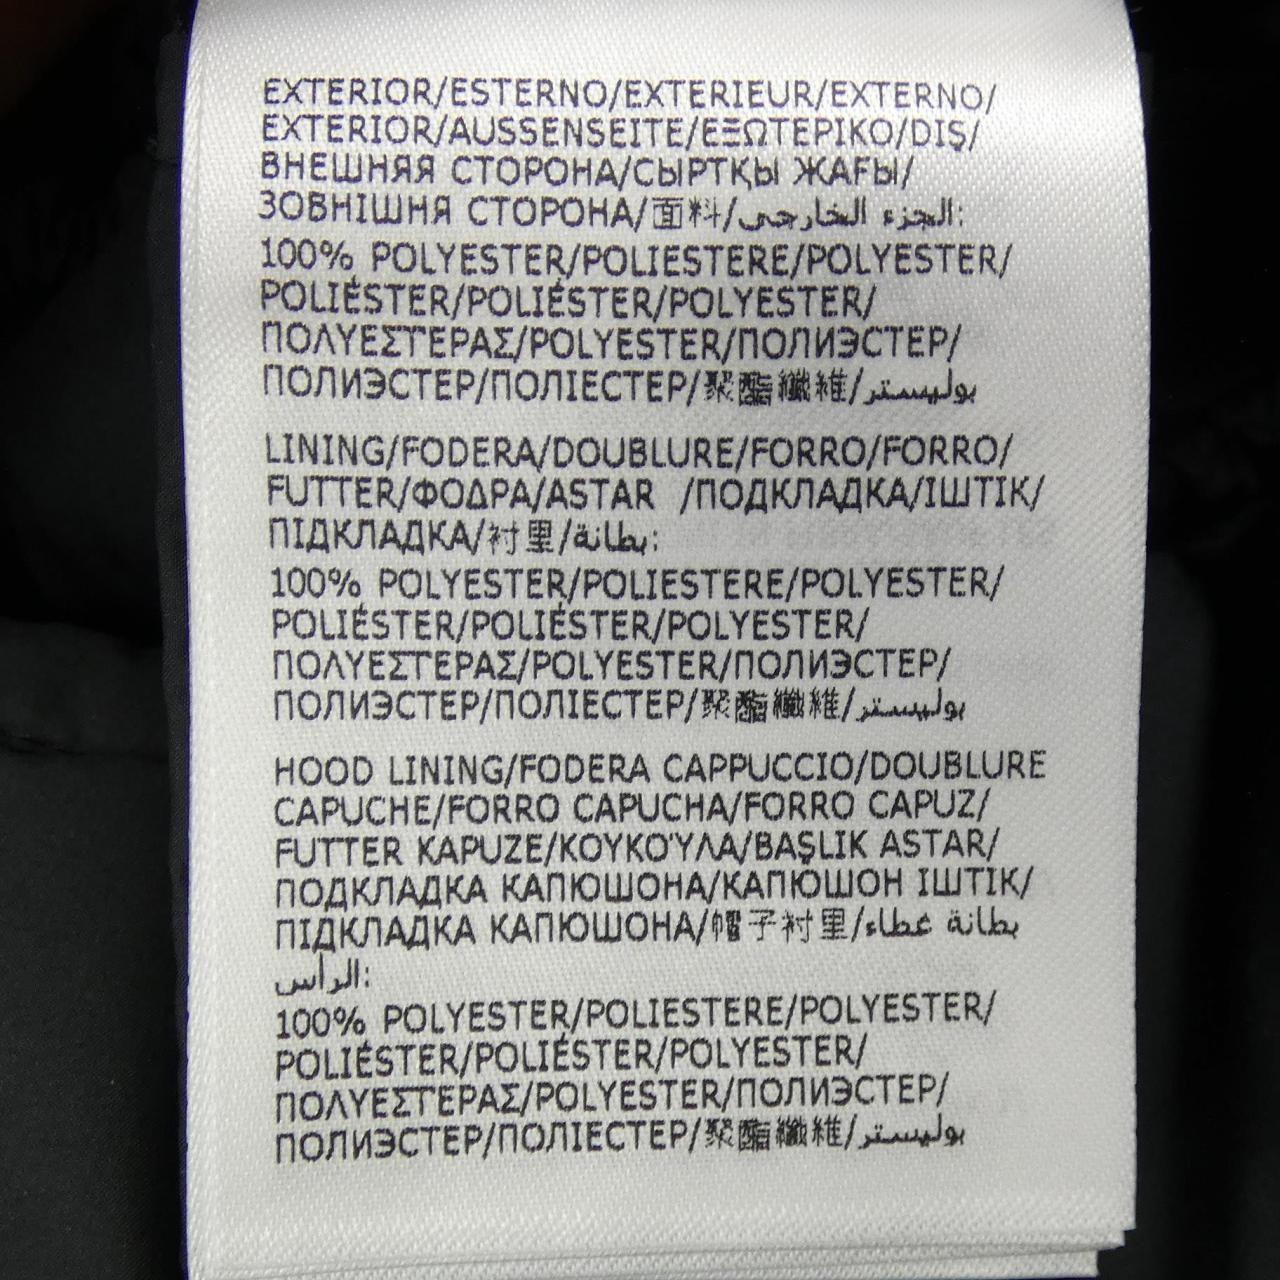 EXTERIOR/ESTERNO/EXTERIEUR/EXTERNO/
EXTERIOR/AUSSENSEITE/ΕΞΩΤΕΡΙΚΟ/DIŞ/
ВНЕШНЯЯ СТОРОНА/СЫРТҚЫ ЖАҒЫ/
ЗОВНІШНЯ СТОРОНА/面料/الجزء الخارجي:
100% POLYESTER/POLIESTERE/POLYESTER/
POLIÉSTER/POLIÉSTER/POLYESTER/
ΠΟΛΥΕΣΤΕΡΑΣ/POLYESTER/ПОЛИЭСТЕР/
ПОЛИЭСТЕР/ПОЛІЕСТЕР/聚酯纖維/بوليستر
LINING/FODERA/DOUBLURE/FORRO/FORRO/
FUTTER/ΦΟΔΡΑ/ASTAR /ПОДКЛАДКА/ІШТІК/
ПІДКЛАДКА/衬里/بطانة:
100% POLYESTER/POLIESTERE/POLYESTER/
POLIÉSTER/POLIÉSTER/POLYESTER/
ΠΟΛΥΕΣΤΕΡΑΣ/POLYESTER/ПОЛИЭСТЕР/
ПОЛИЭСТЕР/ПОЛІЕСТЕР/聚酯纖維/بوليستر
HOOD LINING/FODERA CAPPUCCIO/DOUBLURE
CAPUCHE/FORRO CAPUCHA/FORRO CAPUZ/
FUTTER KAPUZE/ΚΟΥΚΟΎΛΑ/BAŞLIK ASTAR/
ПОДКЛАДКА КАПЮШОНА/КАПЮШОН ІШТІК/
ПІДКЛАДКА КАПЮШОНА/帽子衬里/بطانة غطاء
الرأس:
100% POLYESTER/POLIESTERE/POLYESTER/
POLIÉSTER/POLIÉSTER/POLYESTER/
ΠΟΛΥΕΣΤΕΡΑΣ/POLYESTER/ПОЛИЭСТЕР/
ПОЛИЭСТЕР/ПОЛІЕСТЕР/聚酯纖維/بوليستر